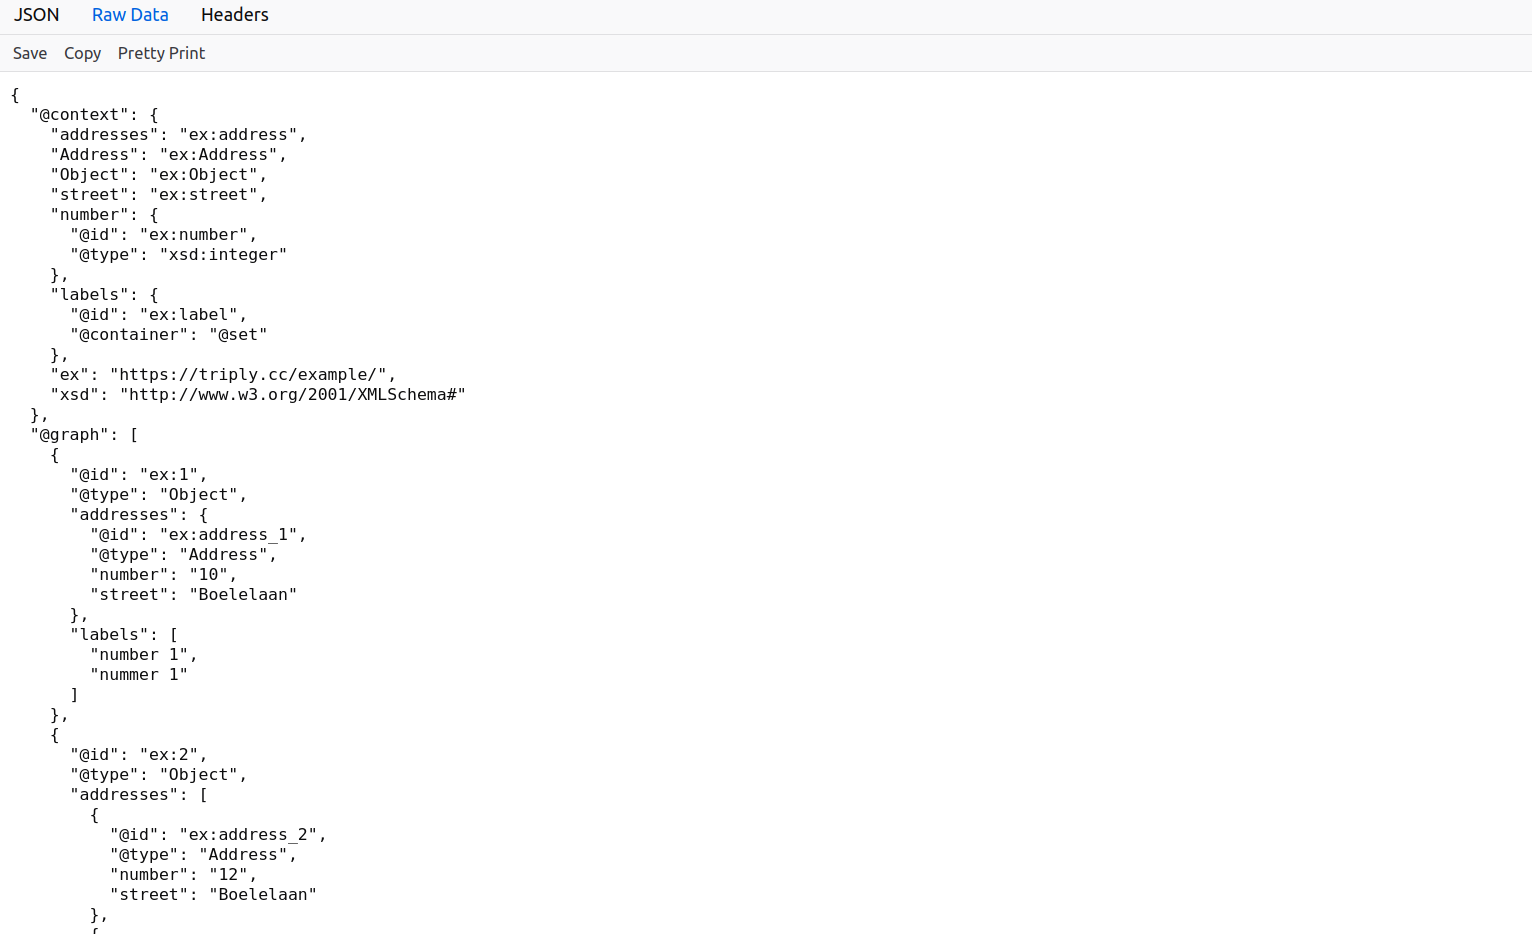 JSON Raw Data Headers
Save Copy Pretty Print
{
  "@context": {
    "addresses": "ex:address",
    "Address": "ex:Address",
    "Object": "ex:Object",
    "street": "ex:street",
    "number": {
      "@id": "ex:number",
      "@type": "xsd:integer"
    },
    "labels": {
      "@id": "ex:label",
      "@container": "@set"
    },
    "ex": "https://triply.cc/example/",
    "xsd": "http://www.w3.org/2001/XMLSchema#"
  },
  "@graph": [
    {
      "@id": "ex:1",
      "@type": "Object",
      "addresses": {
        "@id": "ex:address_1",
        "@type": "Address",
        "number": "10",
        "street": "Boelelaan"
      },
      "labels": [
        "number 1",
        "nummer 1"
      ]
    },
    {
      "@id": "ex:2",
      "@type": "Object",
      "addresses": [
        {
          "@id": "ex:address_2",
          "@type": "Address",
          "number": "12",
          "street": "Boelelaan"
        },
        {